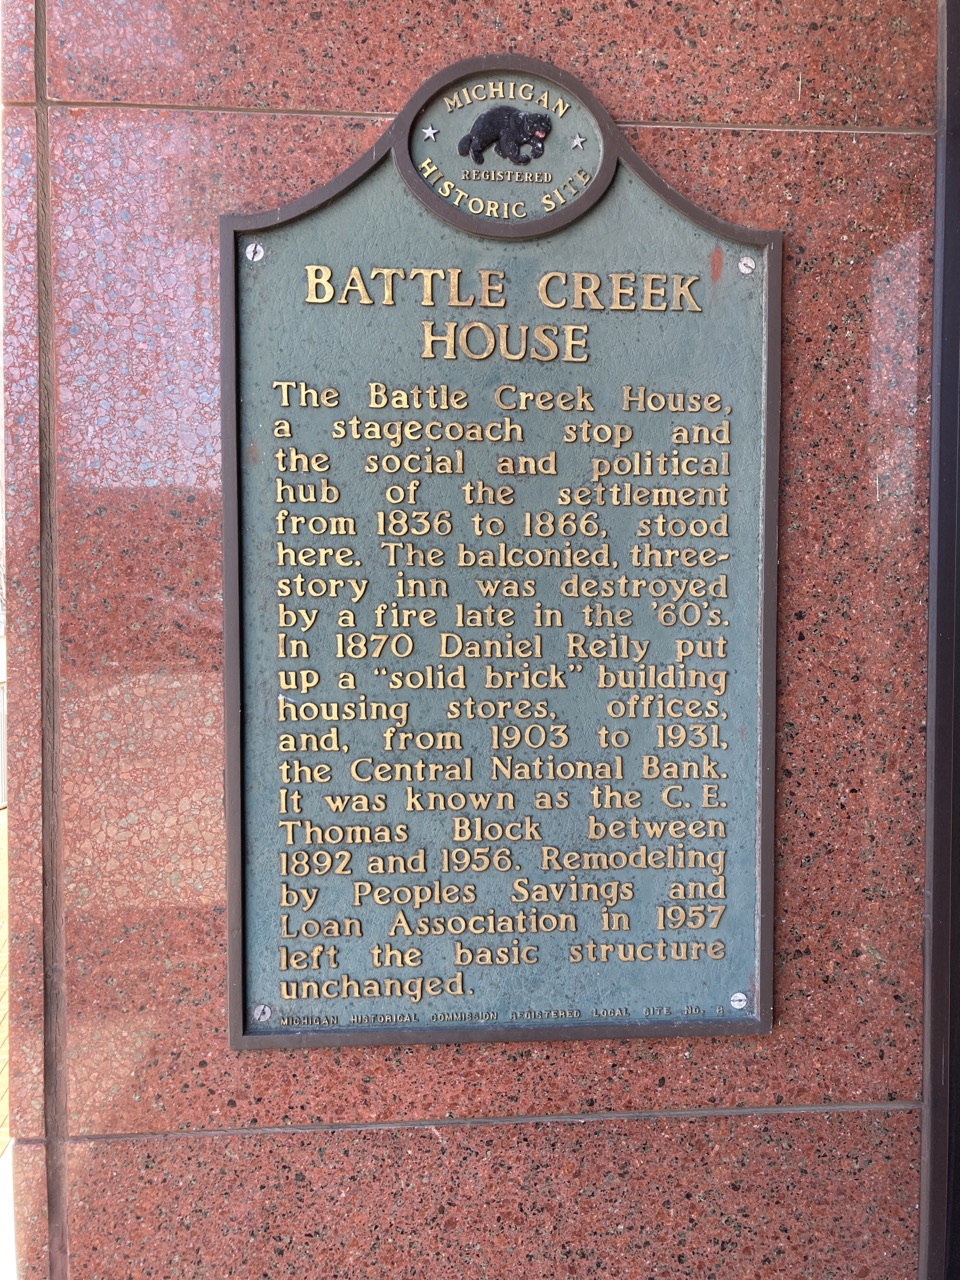 MICHIGAN
REGISTERED
HISTORIC SITE
BATTLE CREEK
HOUSE
The Battle Creek House,
a stagecoach stop and
the social and political
hub of the settlement
from 1836 to 1866, stood
here. The balconied, three-
story inn was destroyed
by a fire late in the '60's.
In 1870 Daniel Reily put
up a "solid brick" building
housing stores, offices,
and, from 1903 to 1931,
the Central National Bank.
It was known as the C. E.
Thomas Block between
1892 and 1956. Remodeling
by Peoples Savings and
Loan Association in 1957
left the basic structure
unchanged.
MICHIGAN HISTORICAL COMMISSION REGISTERED LOCAL SITE NO.